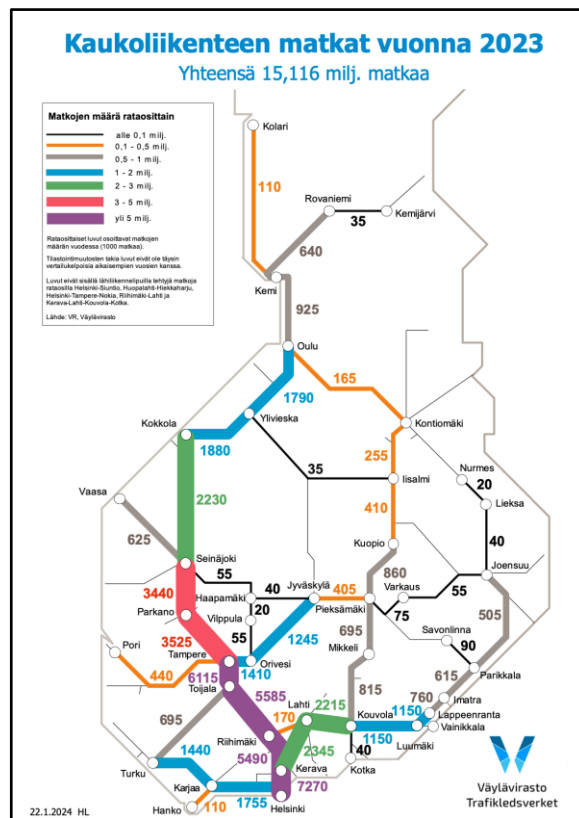 Kaukoliikenteen matkat vuonna 2023
Yhteensä 15,116 milj. matkaa
Matkojen määrä rataosittain
alle 0,1 milj.
0,1 - 0,5 milj.
0,5 - 1 milj.
1 - 2 milj.
2 - 3 milj.
3 - 5 milj.
yli 5 milj.
Rataosittaiset luvut osoittavat matkojen
määrän vuodessa (1000 matkaa).
Tilastointimuutosten takia luvut eivät ole täysin
vertailukelpoisia aikaisempien vuosien kanssa.
Luvut eivät sisällä lähiliikennelipuilla tehtyjä matkoja
rataosilla Helsinki-Siuntio, Huopalahti-Hiekkaharju,
Helsinki-Tampere-Nokia, Riihimäki-Lahti ja
Kerava-Lahti-Kouvola-Kotka.
Lähde: VR, Väylävirasto
Kolari
110
Rovaniemi
35
Kemijärvi
640
Kemi
925
Oulu
165
1790
Kokkola
Ylivieska
Kontiomäki
1880
255
35
Iisalmi
Nurmes
20
Lieksa
Vaasa
2230
410
625
Kuopio
40
Seinäjoki
55
860
Joensuu
3440
Haapamäki
40
Jyväskylä
405
Varkaus
55
Parkano
20
Vilppula
Pieksämäki
75
505
3525
55
1245
695
Savonlinna
Pori
Mikkeli
90
Tampere
Orivesi
440
1410
Parikkala
6115
Toijala
5585
815
615
695
170
Lahti
2215
760
Imatra
Kouvola
1150
Lappeenranta
Riihimäki
Vainikkala
1440
5490
2345
40
1150
Luumäki
Turku
Kerava
Kotka
Karjaa
7270
Hanko
110
1755
Helsinki
Väylävirasto
Trafikledsverket
22.1.2024 HL